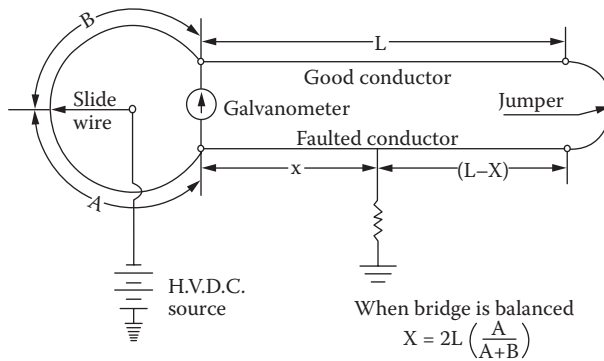 B
L
Good conductor
Slide
wire
Galvanometer
Jumper
Faulted conductor
x
(L–X)
A
H.V.D.C.
source
When bridge is balanced
X = 2L (A/A+B)